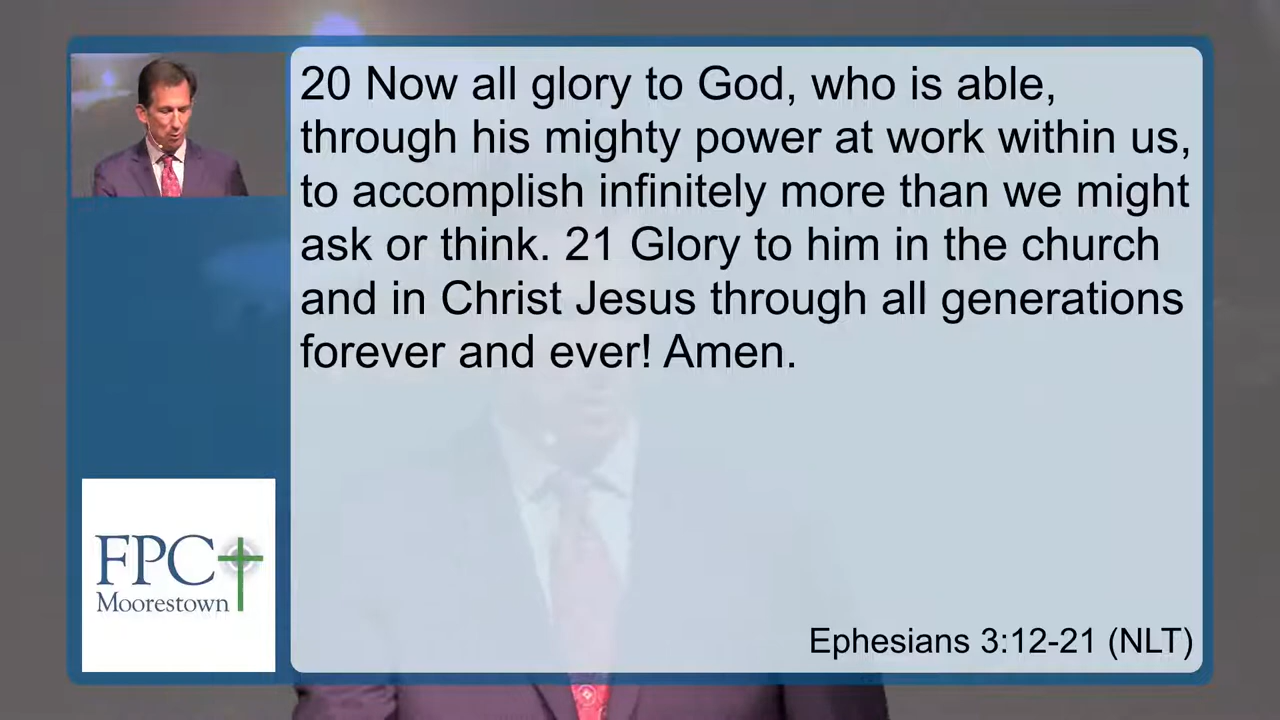 20 Now all glory to God, who is able,
through his mighty power at work within us,
to accomplish infinitely more than we might
ask or think. 21 Glory to him in the church
and in Christ Jesus through all generations
forever and ever! Amen.
FPC
Moorestown
Ephesians 3:12-21 (NLT)